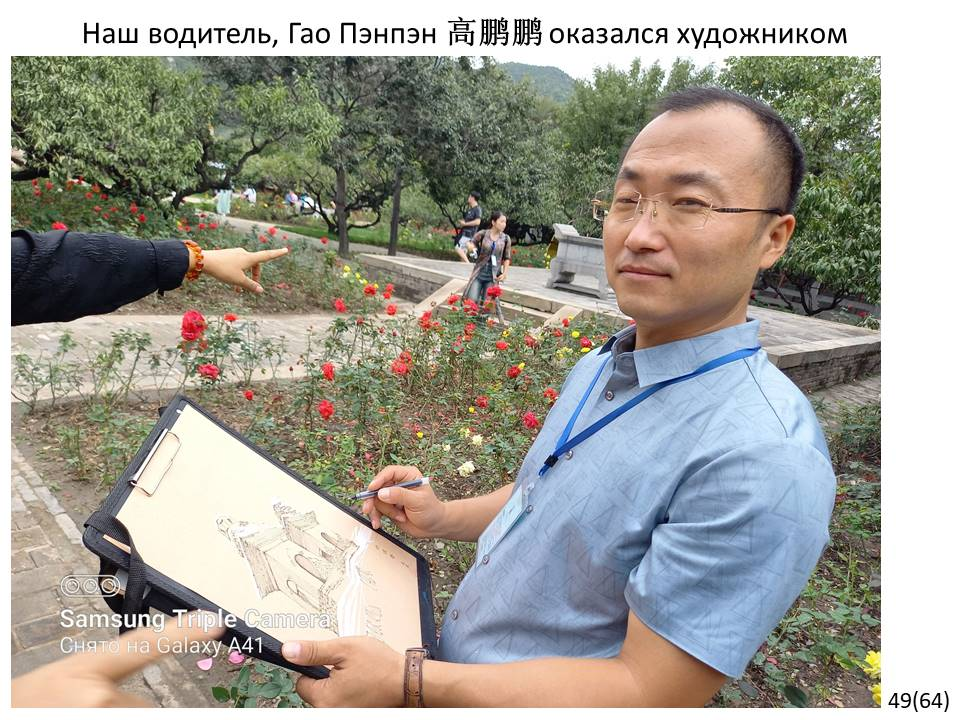 Наш водитель, Гао Пэнпэн 高鹏鹏 оказался художником
Samsung Triple Camera
Снято на Galaxy A41
49(64)